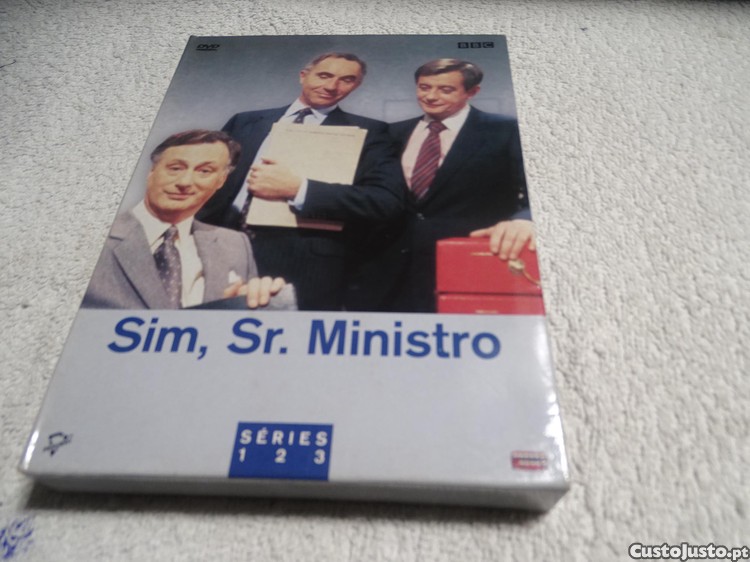 DVD
BBC
Sim, Sr. Ministro
SÉRIES
1 2 3
CustoJusto.pt